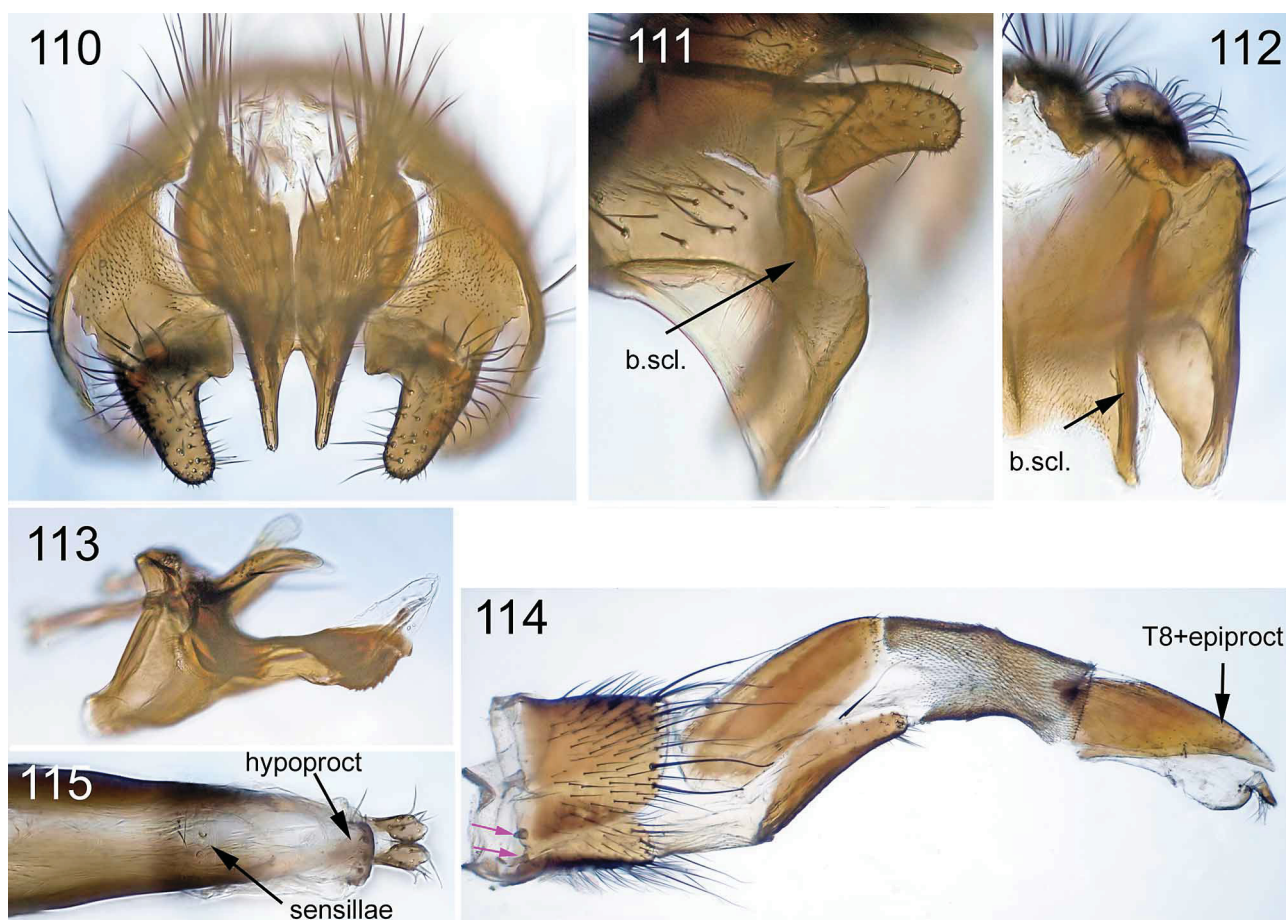 110
111
112
b.scl.
b.scl.
113
114
T8+epiproct
115
hypoproct
sensillae